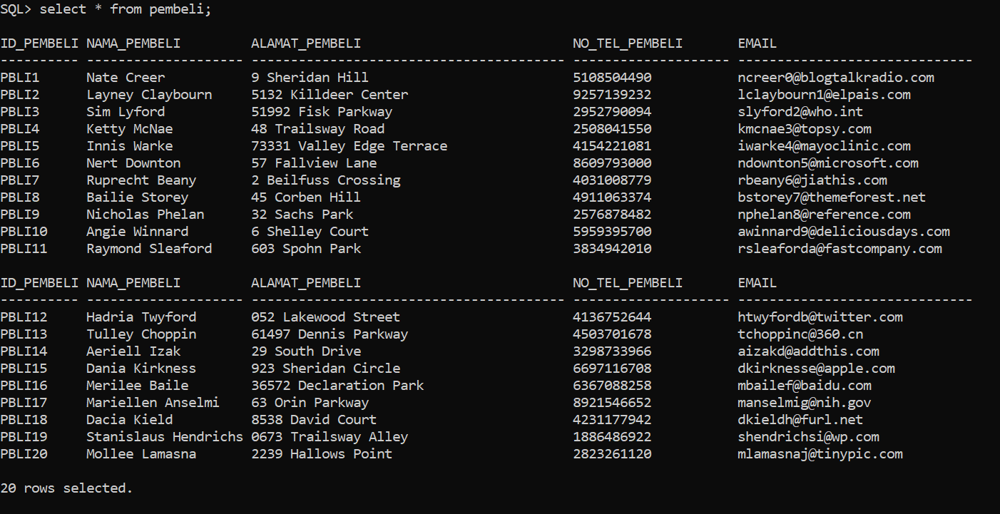 SQL> select * from pembeli;
ID_PEMBELI NAMA_PEMBELI         ALAMAT_PEMBELI                           NO_TEL_PEMBELI       EMAIL
---------- -------------------- ---------------------------------------- -------------------- ------------------------------
PBLI1      Nate Creer           9 Sheridan Hill                          5108504490           ncreer0@blogtalkradio.com
PBLI2      Layney Claybourn     5132 Killdeer Center                     9257139232           lclaybourn1@elpais.com
PBLI3      Sim Lyford           51992 Fisk Parkway                       2952790094           slyford2@who.int
PBLI4      Ketty McNae          48 Trailsway Road                        2508041550           kmcnae3@topsy.com
PBLI5      Innis Warke          73331 Valley Edge Terrace                4154221081           iwarke4@mayoclinic.com
PBLI6      Nert Downton         57 Fallview Lane                         8609793000           ndownton5@microsoft.com
PBLI7      Ruprecht Beany       2 Beilfuss Crossing                      4031008779           rbeany6@jiathis.com
PBLI8      Bailie Storey        45 Corben Hill                           4911063374           bstorey7@themeforest.net
PBLI9      Nicholas Phelan      32 Sachs Park                            2576878482           nphelan8@reference.com
PBLI10     Angie Winnard        6 Shelley Court                          5959395700           awinnard9@deliciousdays.com
PBLI11     Raymond Sleaford     603 Spohn Park                           3834942010           rsleaforda@fastcompany.com
ID_PEMBELI NAMA_PEMBELI         ALAMAT_PEMBELI                           NO_TEL_PEMBELI       EMAIL
---------- -------------------- ---------------------------------------- -------------------- ------------------------------
PBLI12     Hadria Twyford       052 Lakewood Street                      4136752644           htwyfordb@twitter.com
PBLI13     Tulley Choppin       61497 Dennis Parkway                     4503701678           tchoppinc@360.cn
PBLI14     Aeriell Izak         29 South Drive                           3298733966           aizakd@addthis.com
PBLI15     Dania Kirkness       923 Sheridan Circle                      6697116708           dkirknesse@apple.com
PBLI16     Merilee Baile        36572 Declaration Park                   6367088258           mbailef@baidu.com
PBLI17     Mariellen Anselmi    63 Orin Parkway                          8921546652           manselmig@nih.gov
PBLI18     Dacia Kield          8538 David Court                         4231177942           dkieldh@furl.net
PBLI19     Stanislaus Hendrichs 0673 Trailsway Alley                     1886486922           shendrichsi@wp.com
PBLI20     Mollee Lamasna       2239 Hallows Point                       2823261120           mlamasnaj@tinypic.com
20 rows selected.